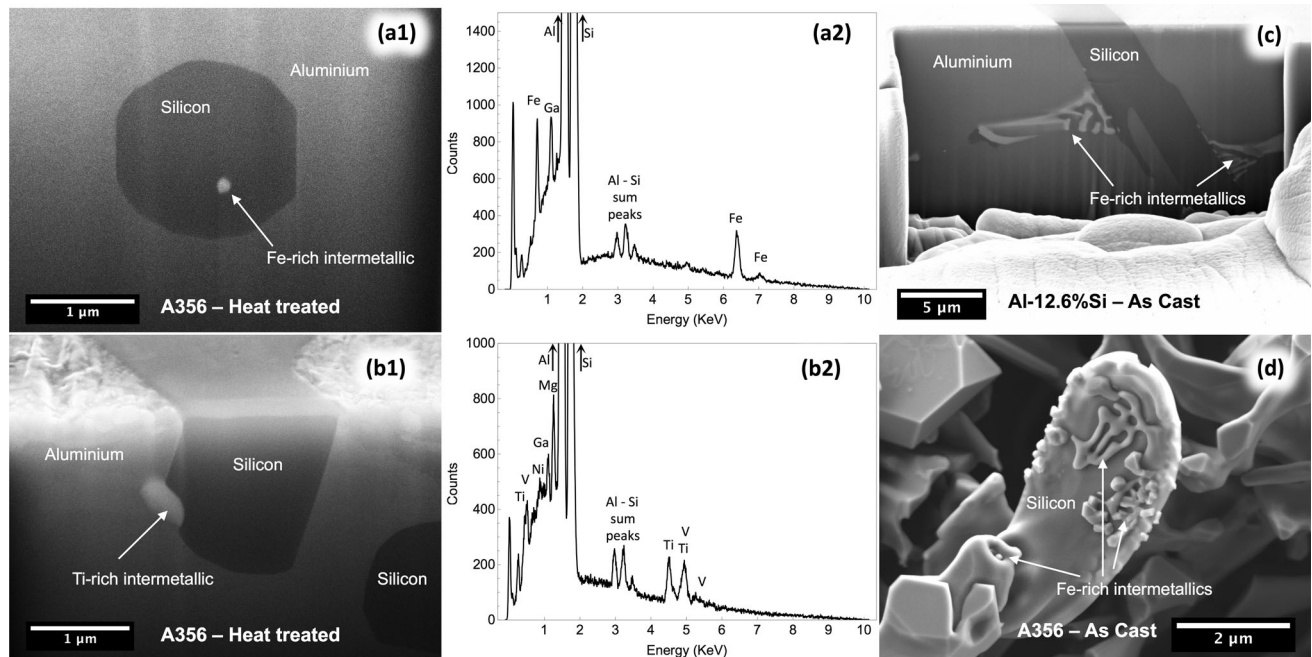 (a1)
Aluminium
Silicon
Fe-rich intermetallic
1 µm
A356 – Heat treated
(a2)
1400
1200
1000
800
600
400
200
0
Counts
Al
Si
Fe
Ga
Al - Si
sum
peaks
Fe
Fe
1 2 3 4 5 6 7 8 9 10
Energy (KeV)
(c)
Aluminium
Silicon
Fe-rich intermetallics
5 µm
Al-12.6%Si – As Cast
(b1)
Aluminium
Silicon
Ti-rich intermetallic
Silicon
1 µm
A356 – Heat treated
(b2)
1000
800
600
400
200
0
Counts
Al
Si
Mg
Ga
Ni
V
Ti
Al - Si
sum
peaks
Ti
V
Ti
V
1 2 3 4 5 6 7 8 9 10
Energy (KeV)
(d)
Silicon
Fe-rich intermetallics
A356 – As Cast
2 µm